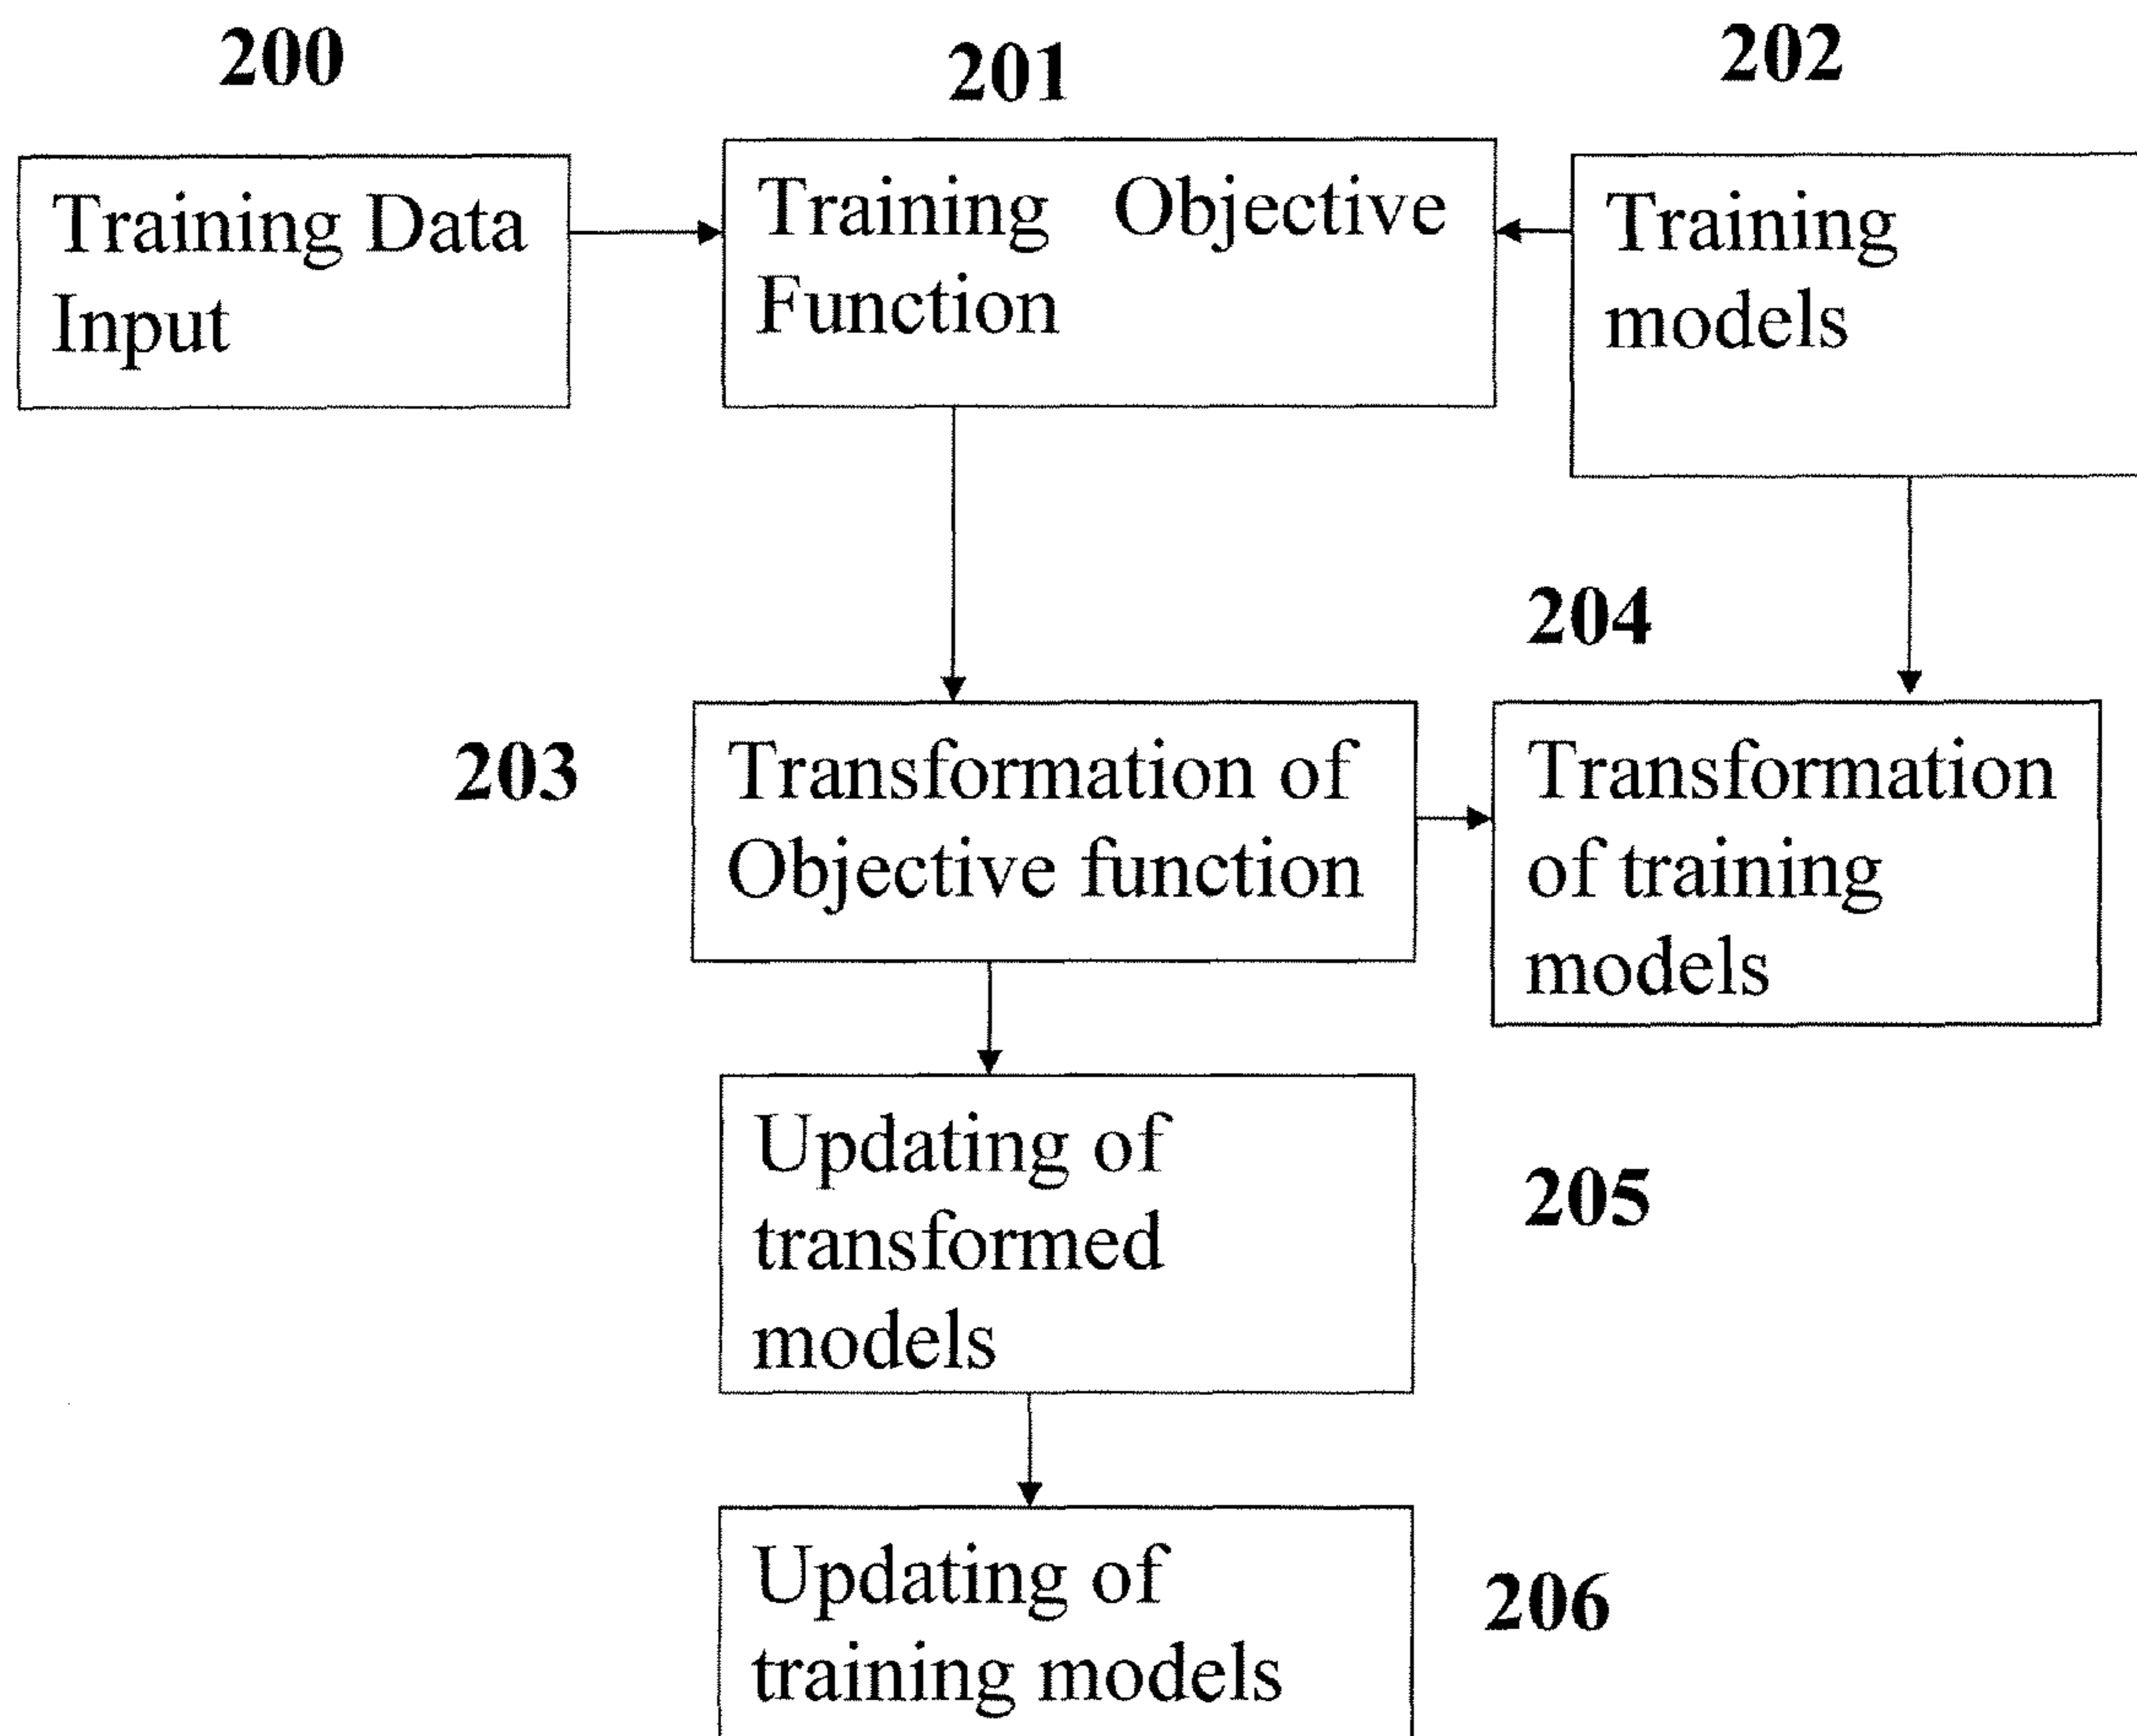 200
201
202
Training Data
Input
Training Objective
Function
Training
models
204
203
Transformation of
Objective function
Transformation
of training
models
Updating of
transformed
models
205
Updating of
training models
206